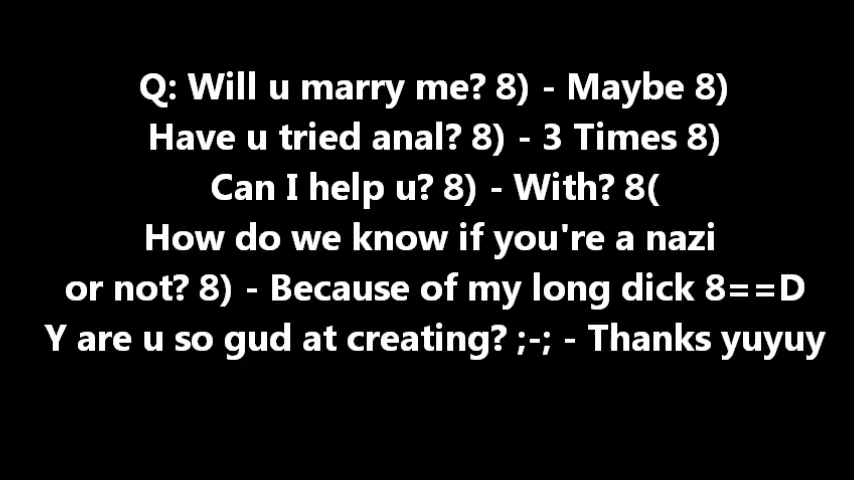 Q: Will u marry me? 8) - Maybe 8)
Have u tried anal? 8) - 3 Times 8)
Can I help u? 8) - With? 8(
How do we know if you're a nazi
or not? 8) - Because of my long dick 8==D
Y are u so gud at creating? ;-; - Thanks yuyuy